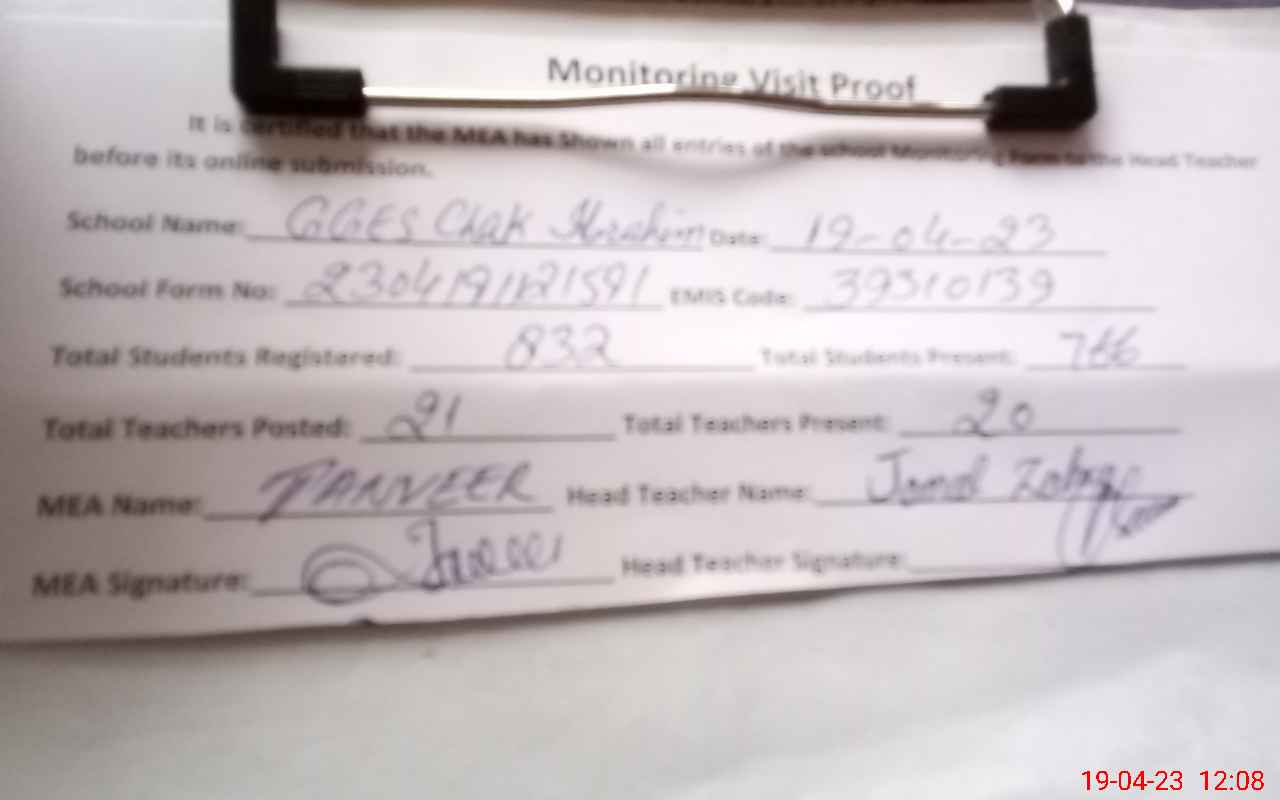 Monitoring Visit Proof
It is certified that the MEA has Shown all entries of the school Monitoring Form to the Head Teacher
before its online submission.
School Name: GGES Chak Ibrahim Date: 19-04-23
School Form No: 230419121591 EMIS Code: 39310139
Total Students Registered: 832 Total Students Present: 766
Total Teachers Posted: 21 Total Teachers Present: 20
MEA Name: TANVEER Head Teacher Name:
MEA Signature: Head Teacher Signature:
19-04-23 12:08